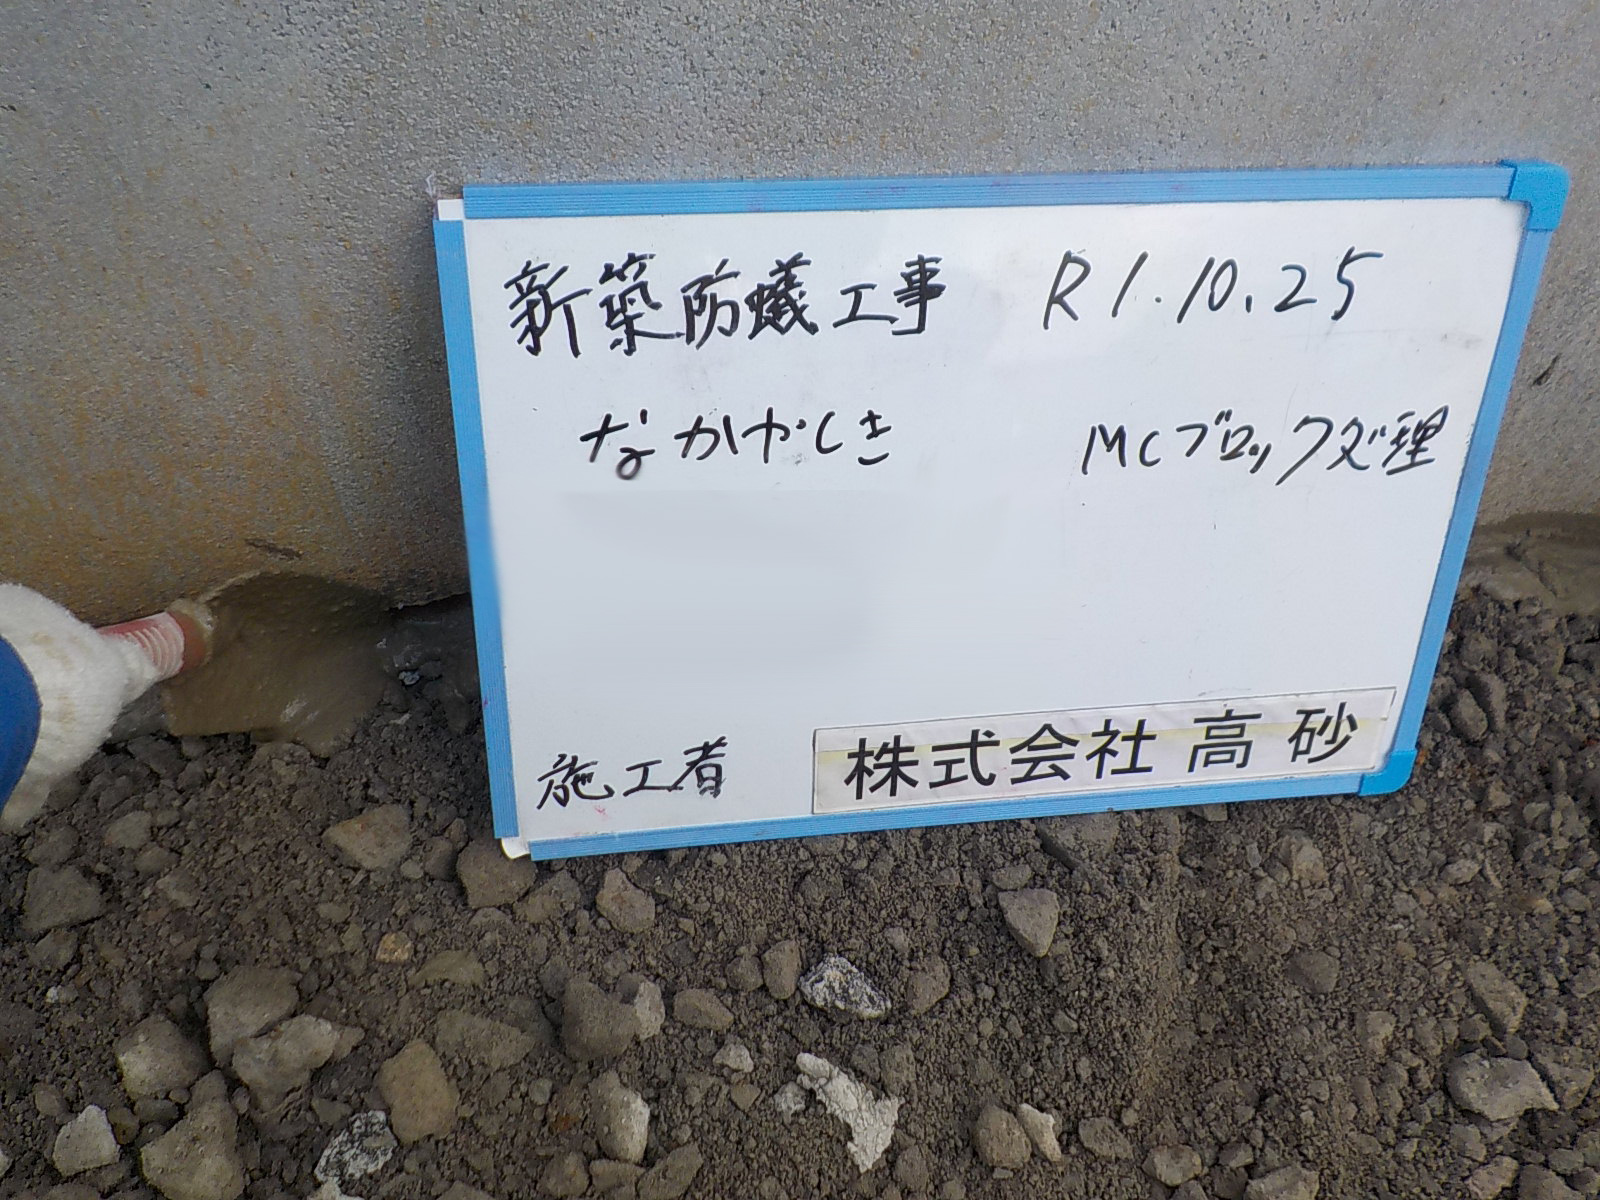 新築防蟻工事 R1.10.25
なかやしき MCブロック処理
施工者 株式会社高砂